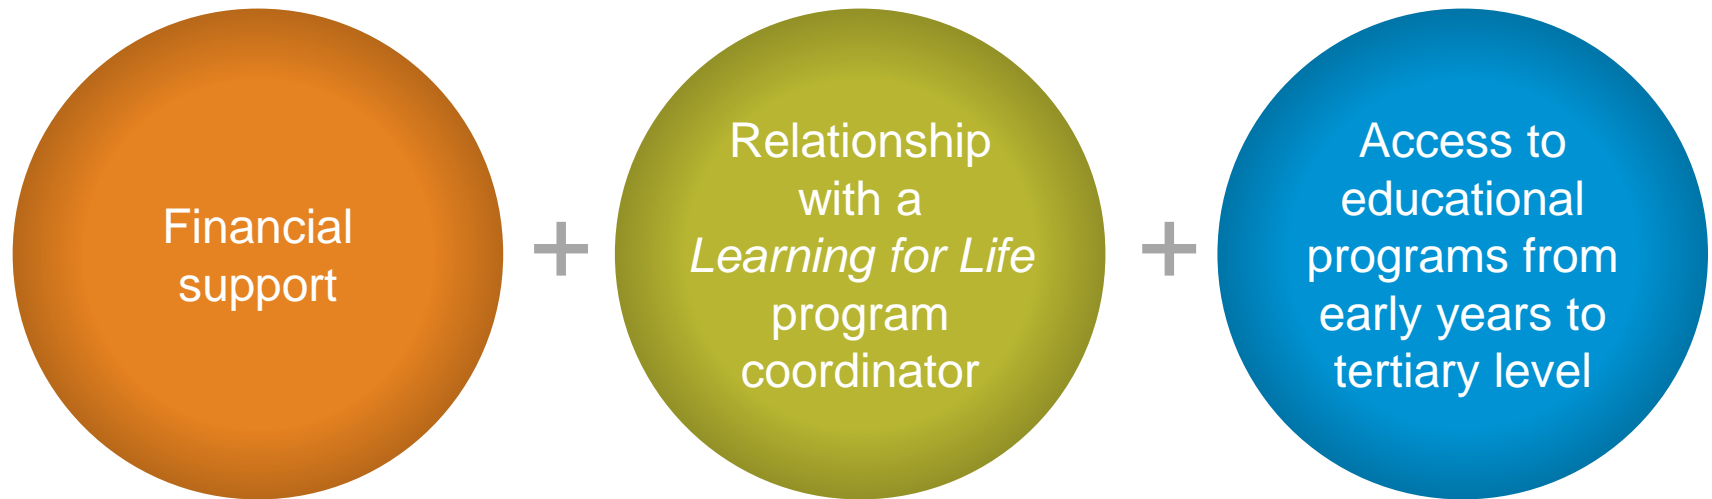 Financial
support
+
Relationship
with a
Learning for Life
program
coordinator
+
Access to
educational
programs from
early years to
tertiary level